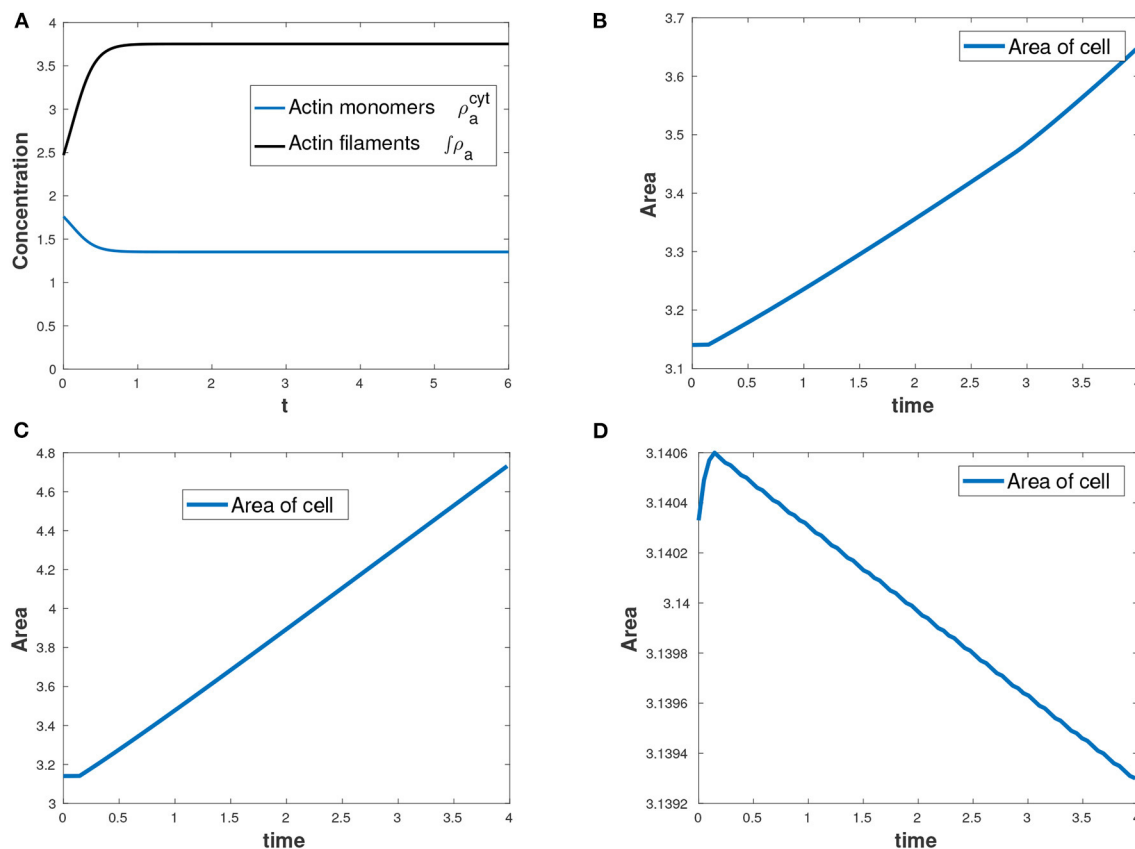 A
4
3.5
3
2.5
2
1.5
1
0.5
0
Concentration
Actin monomers ρ_a^cyt
Actin filaments ∫ρ_a
0 1 2 3 4 5 6
t
B
3.7
3.6
3.5
3.4
3.3
3.2
3.1
Area
Area of cell
0 0.5 1 1.5 2 2.5 3 3.5 4
time
C
4.8
4.6
4.4
4.2
4
3.8
3.6
3.4
3.2
3
Area
Area of cell
0 0.5 1 1.5 2 2.5 3 3.5 4
time
D
3.1406
3.1404
3.1402
3.14
3.1398
3.1396
3.1394
3.1392
Area
Area of cell
0 0.5 1 1.5 2 2.5 3 3.5 4
time